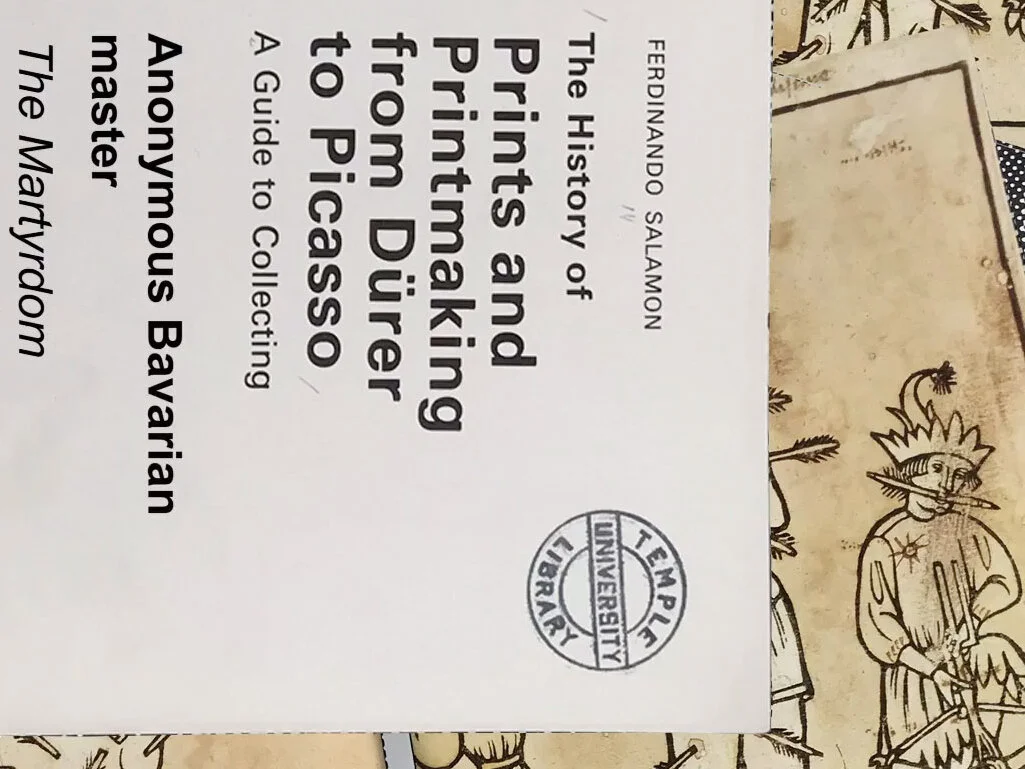 FERDINANDO SALAMON
The History of
Prints and
Printmaking
from Dürer
to Picasso
A Guide to Collecting
Anonymous Bavarian
master
The Martyrdom
TEMPLE
UNIVERSITY
LIBRARY